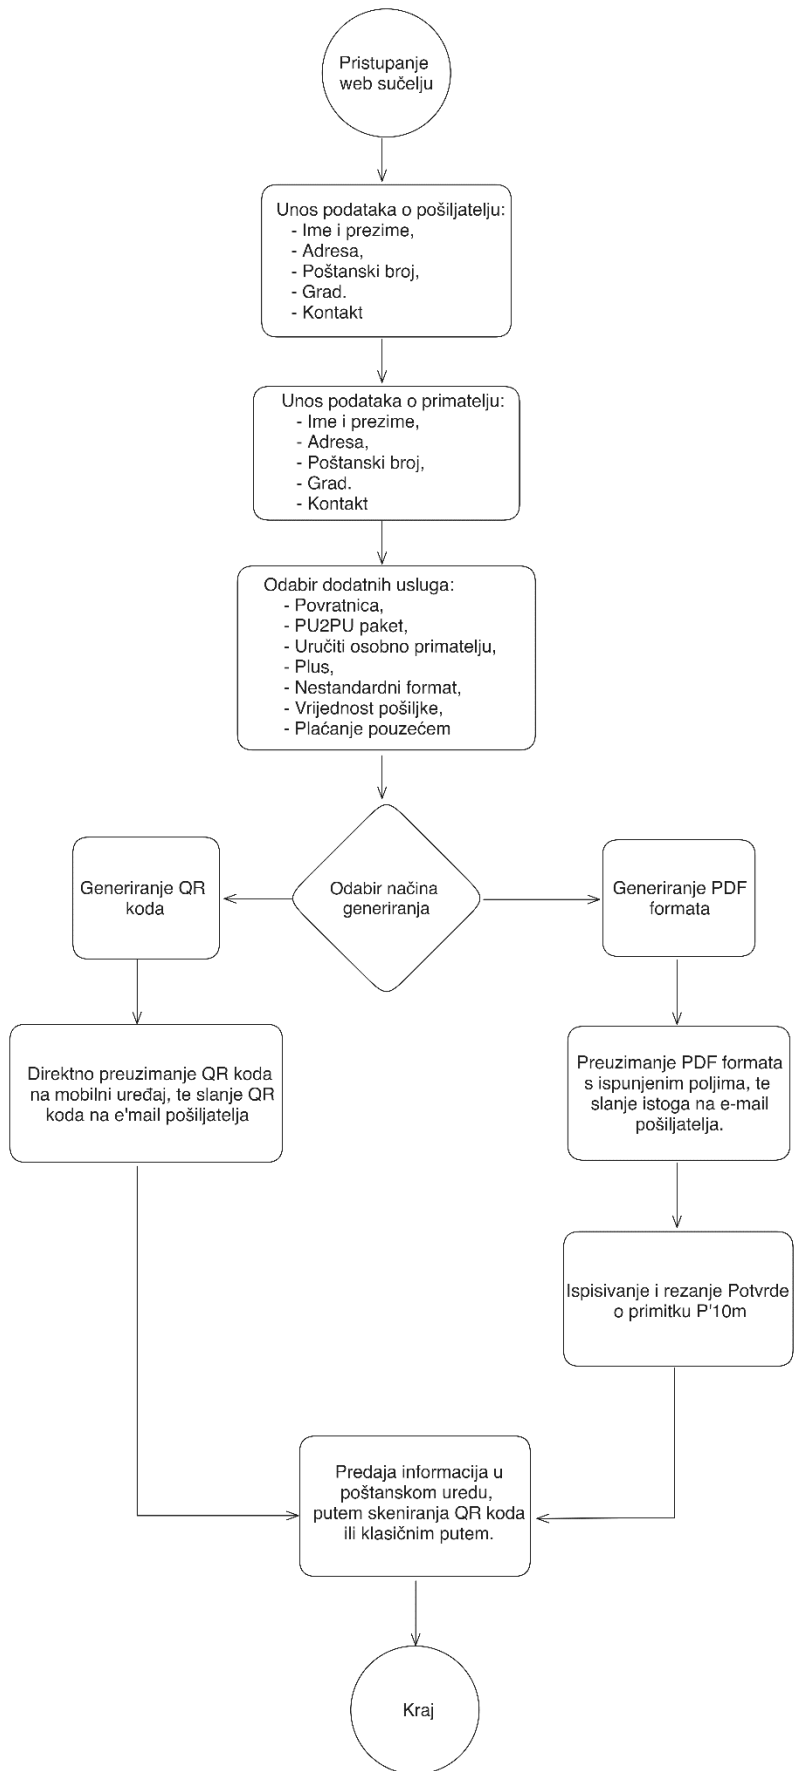 Pristupanje
web sučelju
Unos podataka o pošiljatelju:
- Ime i prezime,
- Adresa,
- Poštanski broj,
- Grad.
- Kontakt
Unos podataka o primatelju:
- Ime i prezime,
- Adresa,
- Poštanski broj,
- Grad.
- Kontakt
Odabir dodatnih usluga:
- Povratnica,
- PU2PU paket,
- Uručiti osobno primatelju,
- Plus,
- Nestandardni format,
- Vrijednost pošiljke,
- Plaćanje pouzećem
Odabir načina
generiranja
Generiranje QR
koda
Generiranje PDF
formata
Direktno preuzimanje QR koda
na mobilni uređaj, te slanje QR
koda na e'mail pošiljatelja
Preuzimanje PDF formata
s ispunjenim poljima, te
slanje istoga na e-mail
pošiljatelja.
Ispisivanje i rezanje Potvrde
o primitku P'10m
Predaja informacija u
poštanskom uredu,
putem skeniranja QR koda
ili klasičnim putem.
Kraj